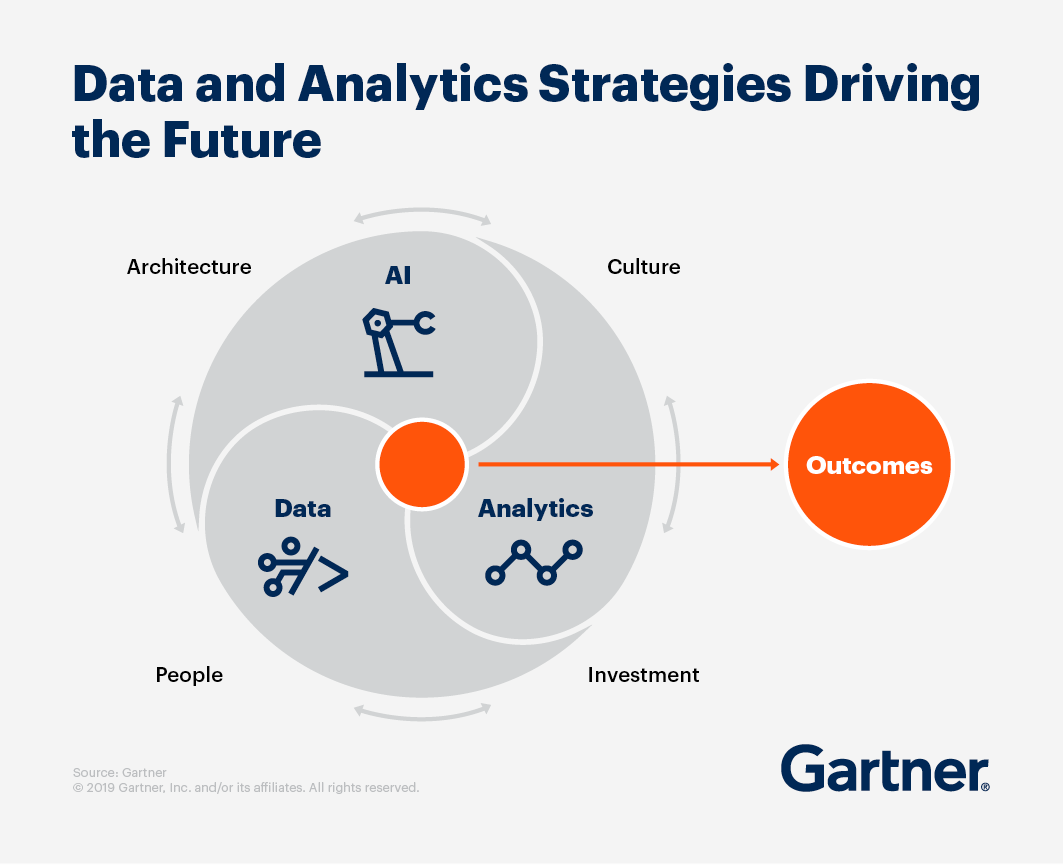 Data and Analytics Strategies Driving
the Future
Architecture
AI
Culture
Outcomes
Data
Analytics
People
Investment
Source: Gartner
© 2019 Gartner, Inc. and/or its affiliates. All rights reserved.
Gartner®